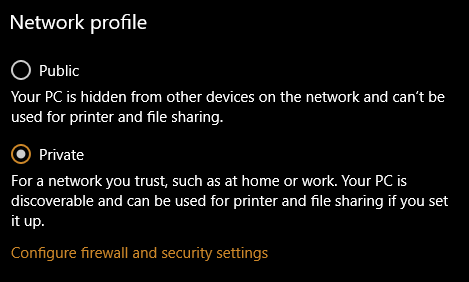 Network profile
Public
Your PC is hidden from other devices on the network and can't be
used for printer and file sharing.
Private
For a network you trust, such as at home or work. Your PC is
discoverable and can be used for printer and file sharing if you set
it up.
Configure firewall and security settings